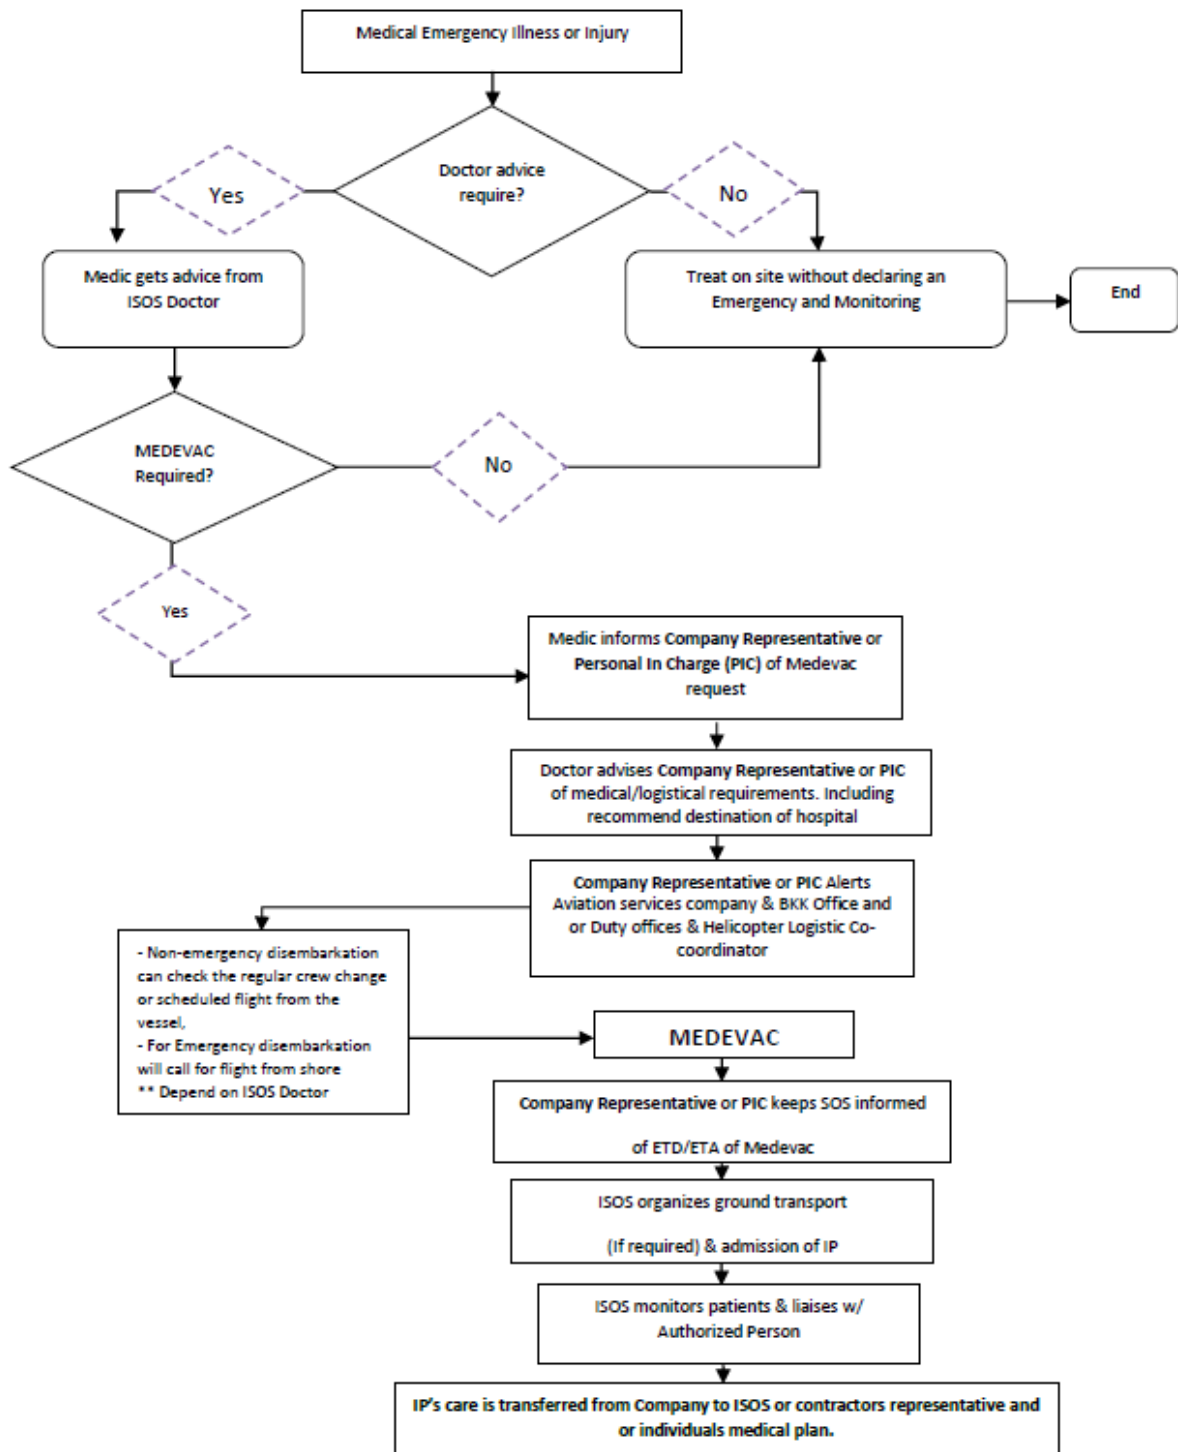 Medical Emergency Illness or Injury
Doctor advice
require?
Yes
No
Medic gets advice from
ISOS Doctor
Treat on site without declaring an
Emergency and Monitoring
End
MEDEVAC
Required?
No
Yes
Medic informs Company Representative or
Personal In Charge (PIC) of Medevac
request
Doctor advises Company Representative or PIC
of medical/logistical requirements. Including
recommend destination of hospital
Company Representative or PIC Alerts
Aviation services company & BKK Office and
or Duty offices & Helicopter Logistic Co-
coordinator
- Non-emergency disembarkation
can check the regular crew change
or scheduled flight from the
vessel,
- For Emergency disembarkation
will call for flight from shore
** Depend on ISOS Doctor
MEDEVAC
Company Representative or PIC keeps SOS informed
of ETD/ETA of Medevac
ISOS organizes ground transport
(If required) & admission of IP
ISOS monitors patients & liaises w/
Authorized Person
IP's care is transferred from Company to ISOS or contractors representative and
or individuals medical plan.